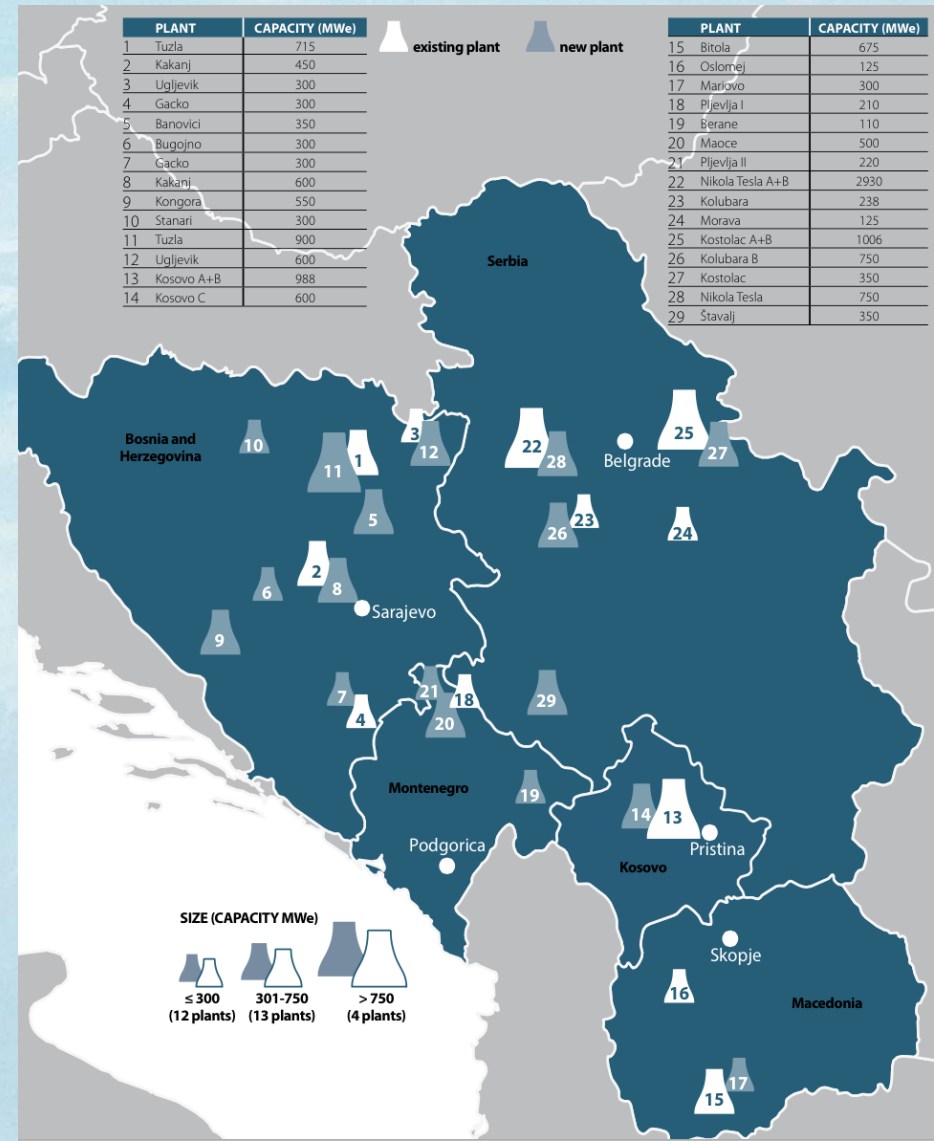 PLANT CAPACITY (MWe)
1 Tuzla 715
2 Kakanj 450
3 Ugljevik 300
4 Gacko 300
5 Banovici 350
6 Bugojno 300
7 Gacko 300
8 Kakanj 600
9 Kongora 550
10 Stanari 300
11 Tuzla 900
12 Ugljevik 600
13 Kosovo A+B 988
14 Kosovo C 600
existing plant
new plant
PLANT CAPACITY (MWe)
15 Bitola 675
16 Oslomej 125
17 Mariovo 300
18 Pljevlja I 210
19 Berane 110
20 Maoce 500
21 Pljevlja II 220
22 Nikola Tesla A+B 2930
23 Kolubara 238
24 Morava 125
25 Kostolac A+B 1006
26 Kolubara B 750
27 Kostolac 350
28 Nikola Tesla 750
29 Štavalj 350
Serbia
Bosnia and
Herzegovina
10
11
1
3
12
5
22
28
Belgrade
25
27
26
23
24
2
8
6
9
Sarajevo
7
4
21
18
20
29
Montenegro
19
14
13
Podgorica
Pristina
Kosovo
SIZE (CAPACITY MWe)
≤ 300 301-750 > 750
(12 plants) (13 plants) (4 plants)
Skopje
16
Macedonia
15
17